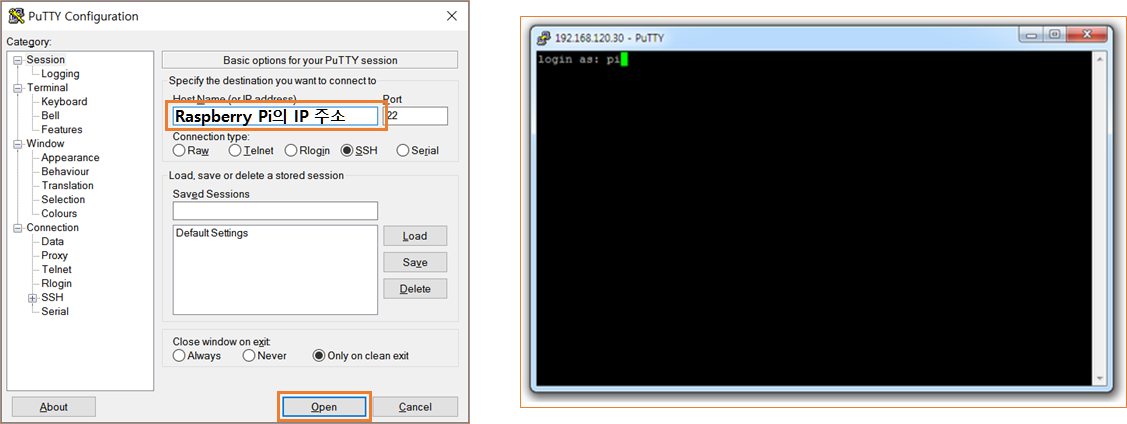 PuTTY Configuration
Category:
Session
Logging
Terminal
Keyboard
Bell
Features
Window
Appearance
Behaviour
Translation
Selection
Colours
Connection
Data
Proxy
Telnet
Rlogin
SSH
Serial
Basic options for your PuTTY session
Specify the destination you want to connect to
Host Name (or IP address) Port
Raspberry Pi의 IP 주소 22
Connection type:
Raw Telnet Rlogin SSH Serial
Load, save or delete a stored session
Saved Sessions
Default Settings
Load
Save
Delete
Close window on exit:
Always Never Only on clean exit
About Open Cancel
192.168.120.30 - PuTTY
login as: pi